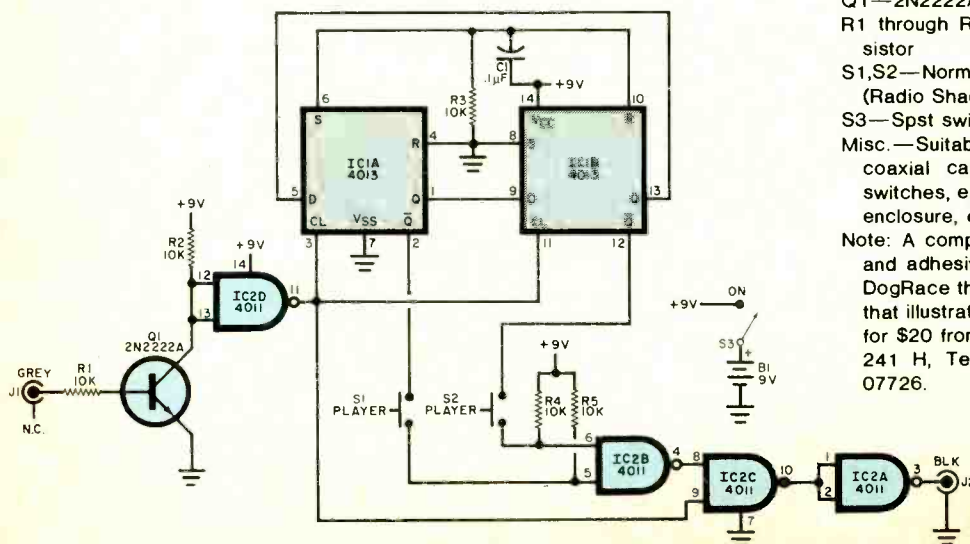 Q1—2N2222A
R1 through R
sistor
S1,S2—Norm
(Radio Sha
S3—Spst swi
Misc.—Suitab
coaxial ca
switches, e
enclosure, c
Note: A comp
and adhesiv
DogRace th
that illustrat
for $20 from
241 H, Te
07726.
C1
.1µF
+9V
6
S
R3
10K
14
VCC
10
R
IC1A
4013
R
4
8
S
IC1B
4013
5
D
Q
1
9
D
Q
13
CL
VSS
Q
3
7
2
CL
11
Q
12
+9V
R2
10K
+9V
14
12
13
IC2D
4011
11
Q1
2N2222A
GREY
J1
R1
10K
N.C.
S1
PLAYER
S2
PLAYER
+9V
R4
10K
R5
10K
+9V
ON
S3
+
B1
9V
6
5
IC2B
4011
4
8
9
IC2C
4011
10
7
1
2
IC2A
4011
3
BLK
J2